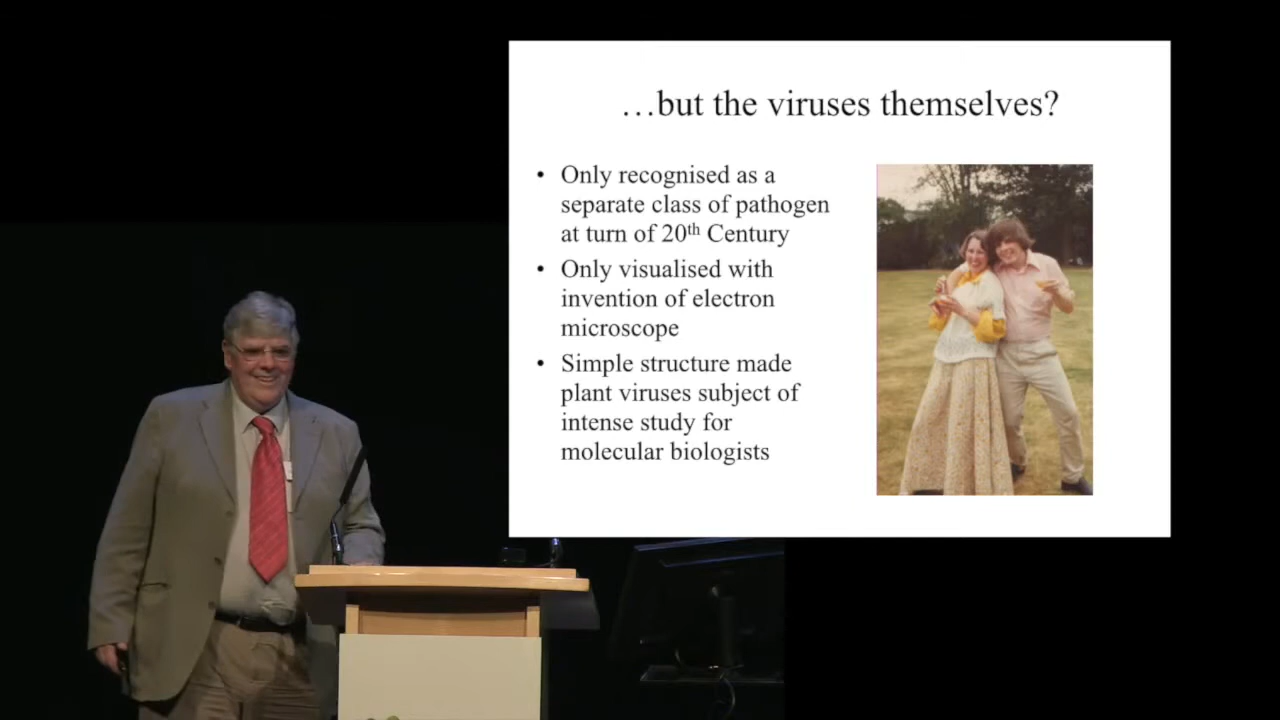 …but the viruses themselves?
• Only recognised as a
separate class of pathogen
at turn of 20th Century
• Only visualised with
invention of electron
microscope
• Simple structure made
plant viruses subject of
intense study for
molecular biologists